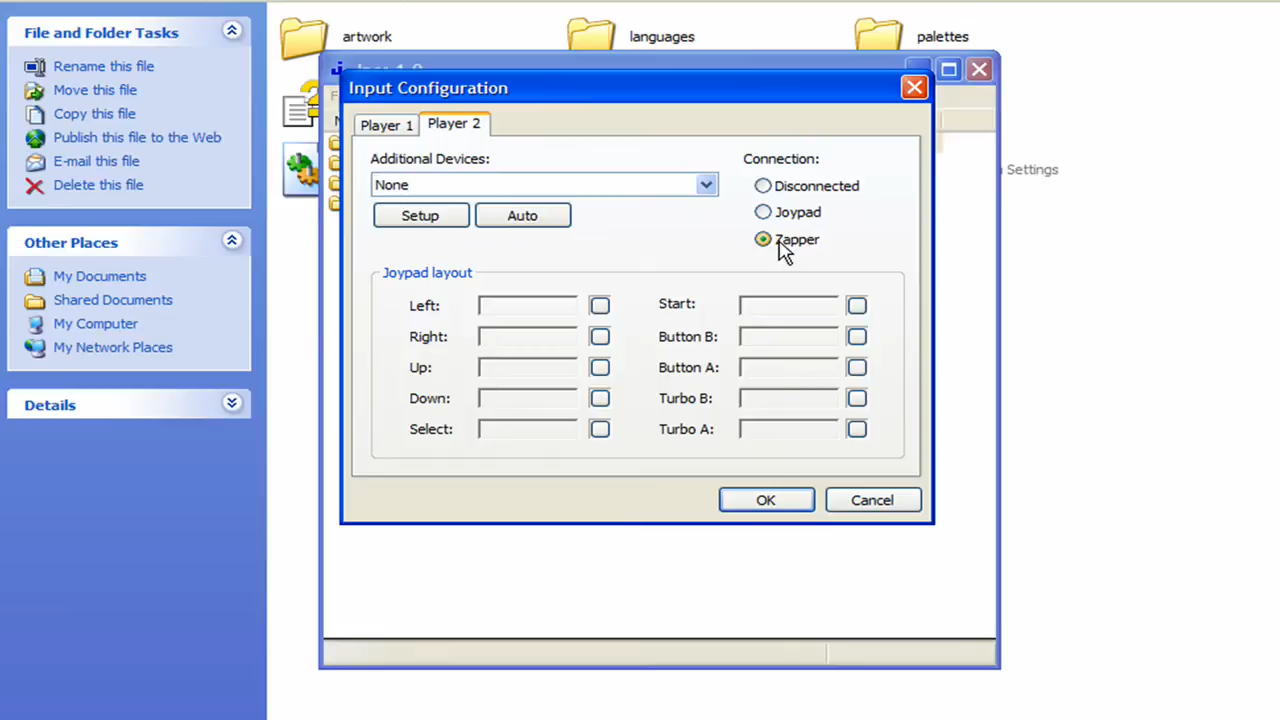 File and Folder Tasks
Rename this file
Move this file
Copy this file
Publish this file to the Web
E-mail this file
Delete this file
Other Places
My Documents
Shared Documents
My Computer
My Network Places
Details
artwork
languages
palettes
Settings
Input Configuration
Player 1
Player 2
Additional Devices:
None
Setup
Auto
Connection:
Disconnected
Joypad
Zapper
Joypad layout
Left:
Right:
Up:
Down:
Select:
Start:
Button B:
Button A:
Turbo B:
Turbo A:
OK
Cancel